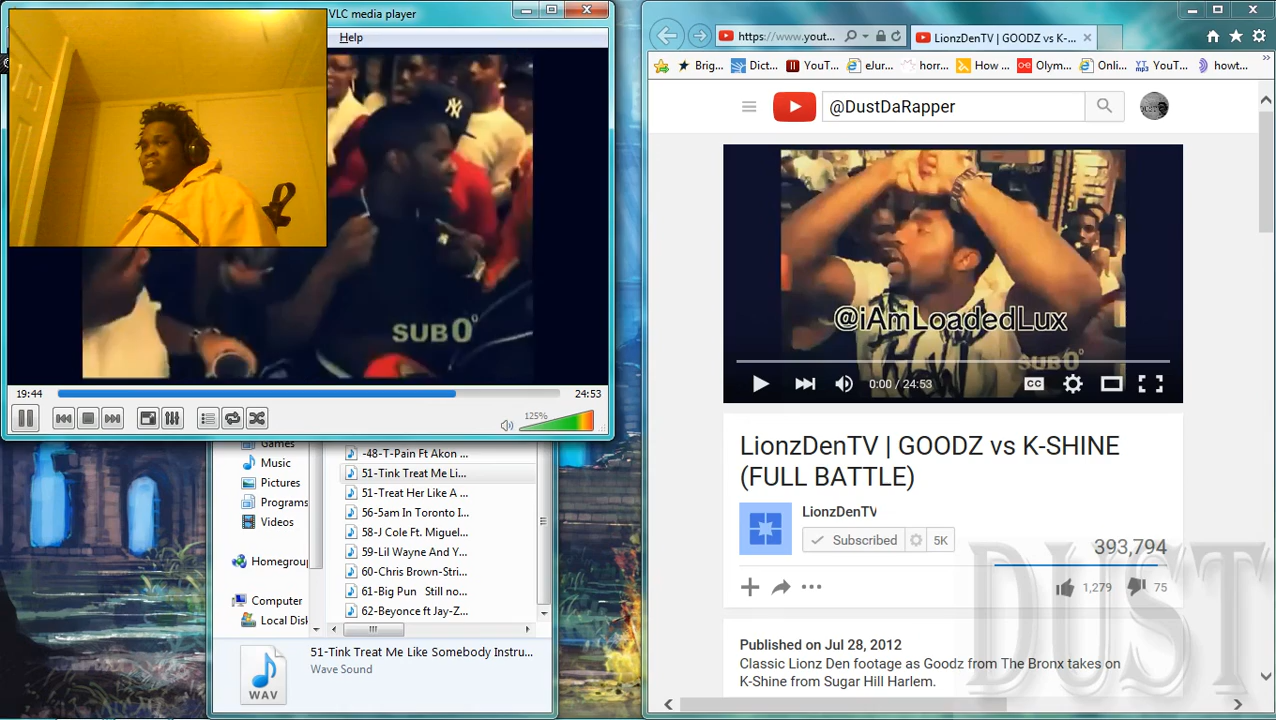 VLC media player
Help
SUB0°
19:44
24:53
125%
Games
Music
Pictures
Programs
Videos
Homegrou
Computer
Local Disk
-48-T-Pain Ft Akon ...
51-Tink Treat Me Li...
51-Treat Her Like A ...
56-5am In Toronto I...
58-J Cole Ft. Miguel...
59-Lil Wayne And Y...
60-Chris Brown-Stri...
61-Big Pun Still no...
62-Beyonce ft Jay-Z...
WAV
51-Tink Treat Me Like Somebody Instru...
Wave Sound
https://www.yout...
LionzDenTV | GOODZ vs K-...
Brig...
Dict...
YouT...
eJur...
horr...
How ...
Olym...
Onli...
YouT...
howt...
@DustDaRapper
@iAmLoadedLux
SUB0°
0:00 / 24:53
CC
LionzDenTV | GOODZ vs K-SHINE
(FULL BATTLE)
LionzDenTV
Subscribed
5K
393,794
1,279
75
Published on Jul 28, 2012
Classic Lionz Den footage as Goodz from The Bronx takes on
K-Shine from Sugar Hill Harlem.
DUST